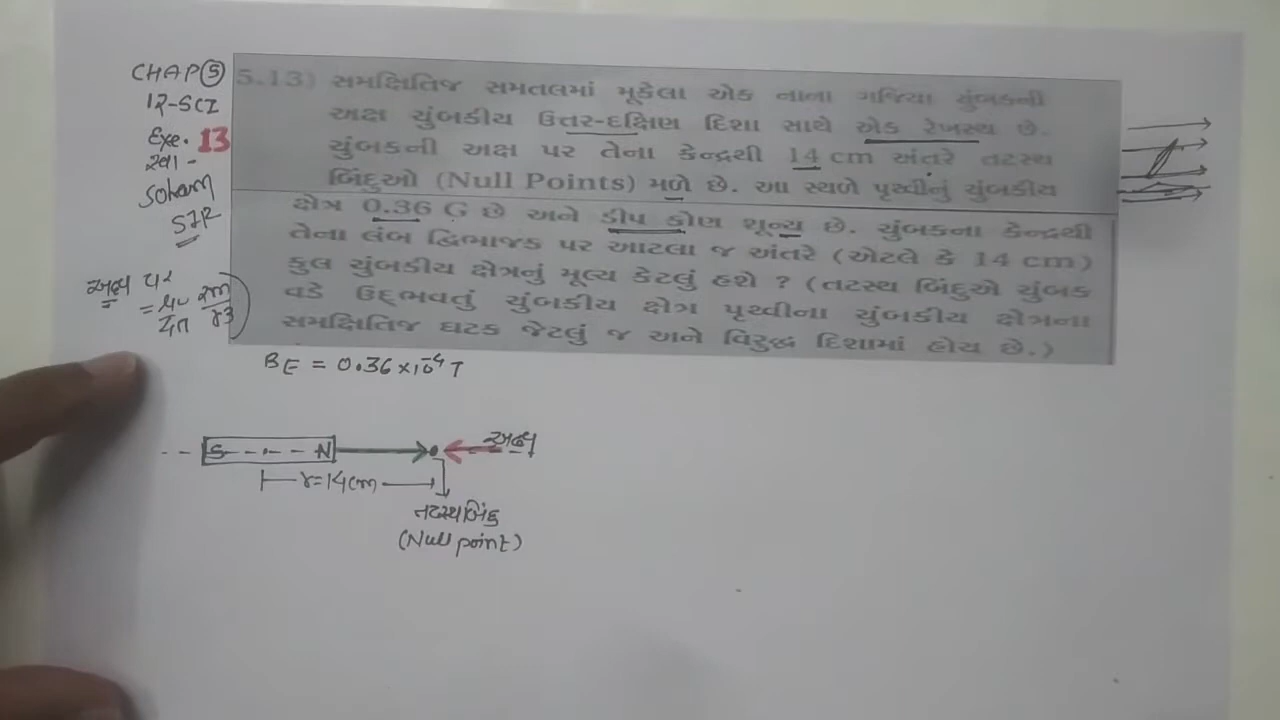 CHAP 5
12-SCI
Exe. 13
સ્વા-
Soham
SIR
5.13) સમક્ષિતિજ સમતલમાં મૂકેલા એક નાના ગજિયા ચુંબકની
અક્ષ ચુંબકીય ઉત્તર-દક્ષિણ દિશા સાથે એક રેખસ્થ છે.
ચુંબકની અક્ષ પર તેના કેન્દ્રથી 14 cm અંતરે તટસ્થ
બિંદુઓ (Null Points) મળે છે. આ સ્થળે પૃથ્વીનું ચુંબકીય
ક્ષેત્ર 0.36 G છે અને ડીપ કોણ શૂન્ય છે. ચુંબકના કેન્દ્રથી
તેના લંબ દ્વિભાજક પર આટલા જ અંતરે (એટલે કે 14 cm)
કુલ ચુંબકીય ક્ષેત્રનું મૂલ્ય કેટલું હશે ? (તટસ્થ બિંદુએ ચુંબક
વડે ઉદ્ભવતું ચુંબકીય ક્ષેત્ર પૃથ્વીના ચુંબકીય ક્ષેત્રના
સમક્ષિતિજ ઘટક જેટલું જ અને વિરુદ્ધ દિશામાં હોય છે.)
અક્ષ પર
= μ₀/4π 2m/r3
BE = 0.36×10⁻⁴ T
S N અક્ષ
r=14cm
તટસ્થબિંદુ
(Null point)